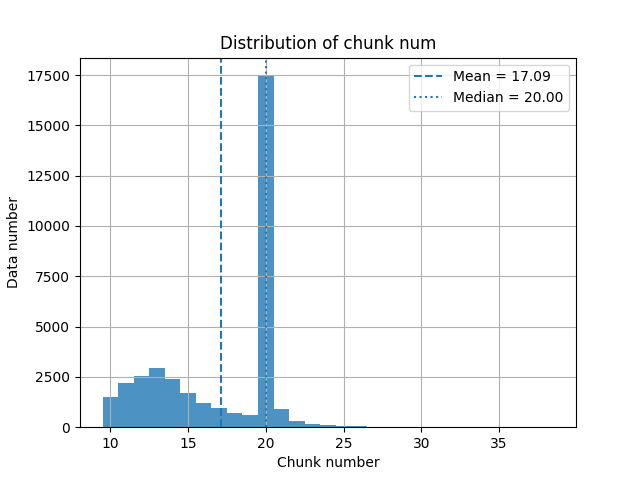 Distribution of chunk num
Mean = 17.09
Median = 20.00
17500
15000
12500
10000
7500
5000
2500
0
Data number
10 15 20 25 30 35
Chunk number